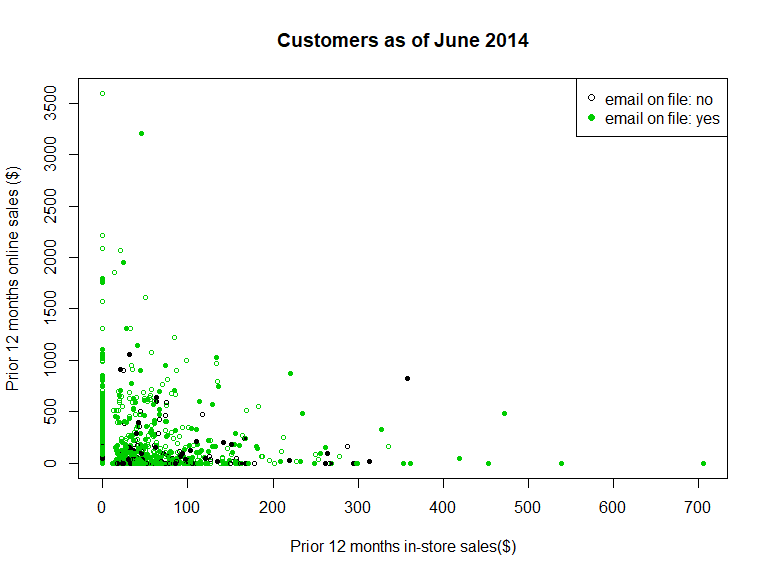 Customers as of June 2014
email on file: no
email on file: yes
Prior 12 months online sales ($)
3500
3000
2500
2000
1500
1000
500
0
0 100 200 300 400 500 600 700
Prior 12 months in-store sales($)